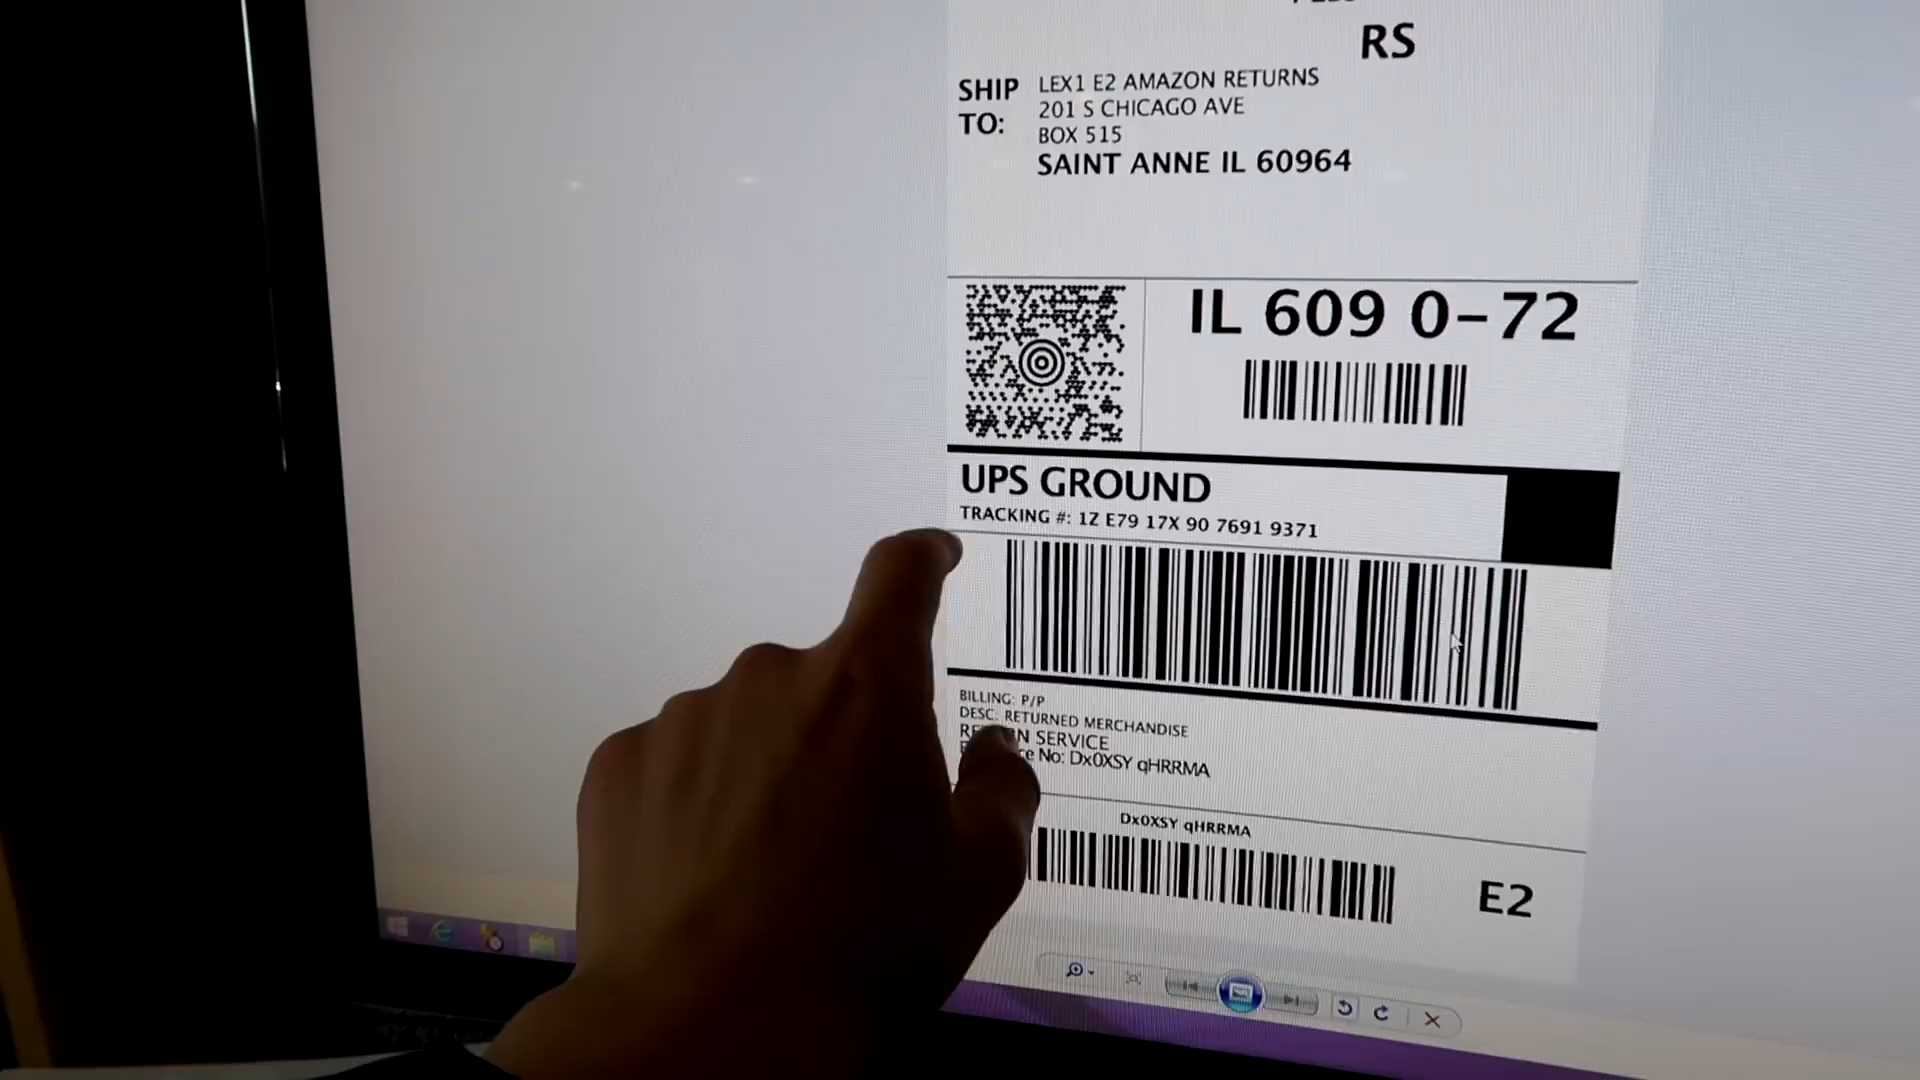 RS
SHIP TO:
LEX1 E2 AMAZON RETURNS
201 S CHICAGO AVE
BOX 515
SAINT ANNE IL 60964
IL 609 0-72
UPS GROUND
TRACKING #: 1Z E79 17X 90 7691 9371
BILLING: P/P
DESC: RETURNED MERCHANDISE
SERVICE
No: Dx0XSY qHRRMA
Dx0XSY qHRRMA
E2